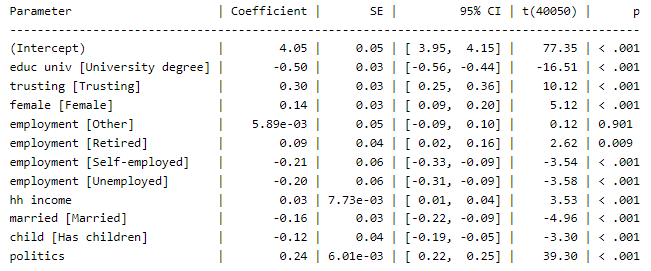 Parameter | Coefficient | SE | 95% CI | t(40050) | p
--------------------------------------------------------------------------------
(Intercept) | 4.05 | 0.05 | [ 3.95, 4.15] | 77.35 | < .001
educ univ [University degree] | -0.50 | 0.03 | [-0.56, -0.44] | -16.51 | < .001
trusting [Trusting] | 0.30 | 0.03 | [ 0.25, 0.36] | 10.12 | < .001
female [Female] | 0.14 | 0.03 | [ 0.09, 0.20] | 5.12 | < .001
employment [Other] | 5.89e-03 | 0.05 | [-0.09, 0.10] | 0.12 | 0.901
employment [Retired] | 0.09 | 0.04 | [ 0.02, 0.16] | 2.62 | 0.009
employment [Self-employed] | -0.21 | 0.06 | [-0.33, -0.09] | -3.54 | < .001
employment [Unemployed] | -0.20 | 0.06 | [-0.31, -0.09] | -3.58 | < .001
hh income | 0.03 | 7.73e-03 | [ 0.01, 0.04] | 3.53 | < .001
married [Married] | -0.16 | 0.03 | [-0.22, -0.09] | -4.96 | < .001
child [Has children] | -0.12 | 0.04 | [-0.19, -0.05] | -3.30 | < .001
politics | 0.24 | 6.01e-03 | [ 0.22, 0.25] | 39.30 | < .001